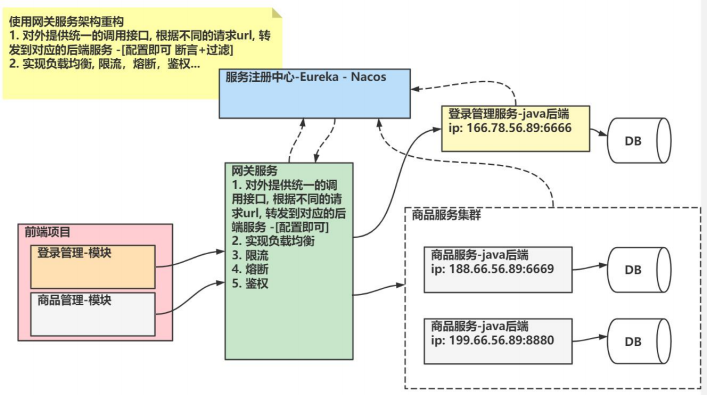 使用网关服务架构重构
1. 对外提供统一的调用接口, 根据不同的请求url, 转
发到对应的后端服务 -[配置即可 断言+过滤]
2. 实现负载均衡, 限流，熔断，鉴权...
服务注册中心-Eureka - Nacos
登录管理服务-java后端
ip: 166.78.56.89:6666
DB
网关服务
1. 对外提供统一的调
用接口, 根据不同的请
求url, 转发到对应的后
端服务 -[配置即可]
2. 实现负载均衡
3. 限流
4. 熔断
5. 鉴权
前端项目
登录管理-模块
商品管理-模块
商品服务集群
商品服务-java后端
ip: 188.66.56.89:6669
DB
商品服务-java后端
ip: 199.66.56.89:8880
DB